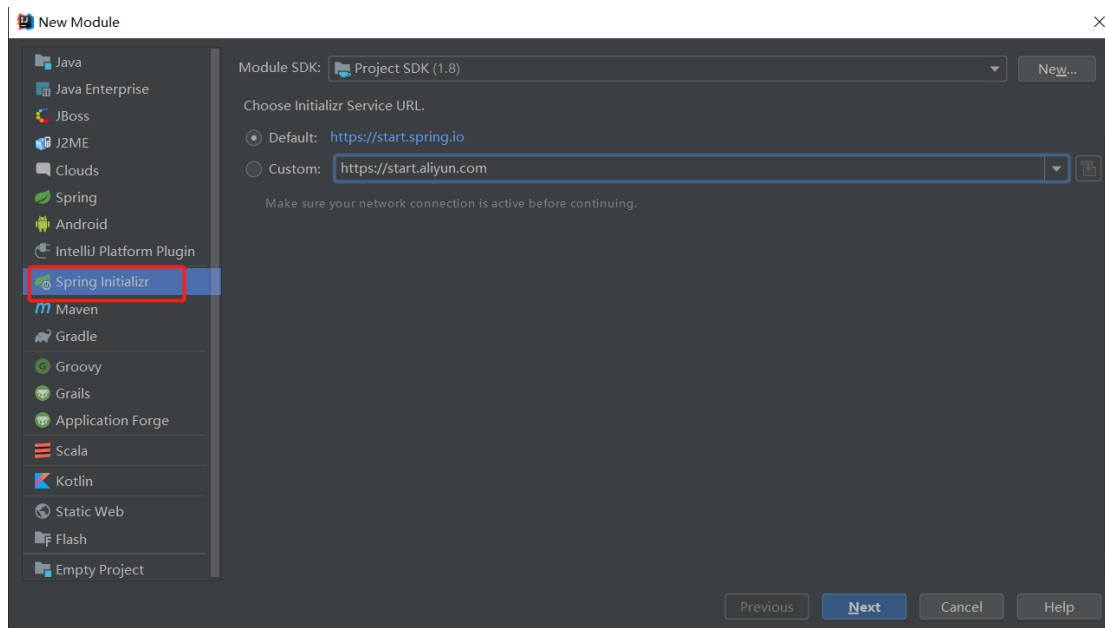 New Module
Java
Java Enterprise
JBoss
J2ME
Clouds
Spring
Android
IntelliJ Platform Plugin
Spring Initializr
Maven
Gradle
Groovy
Grails
Application Forge
Scala
Kotlin
Static Web
Flash
Empty Project
Module SDK: Project SDK (1.8) New...
Choose Initializr Service URL.
Default: https://start.spring.io
Custom: https://start.aliyun.com
Make sure your network connection is active before continuing.
Previous Next Cancel Help